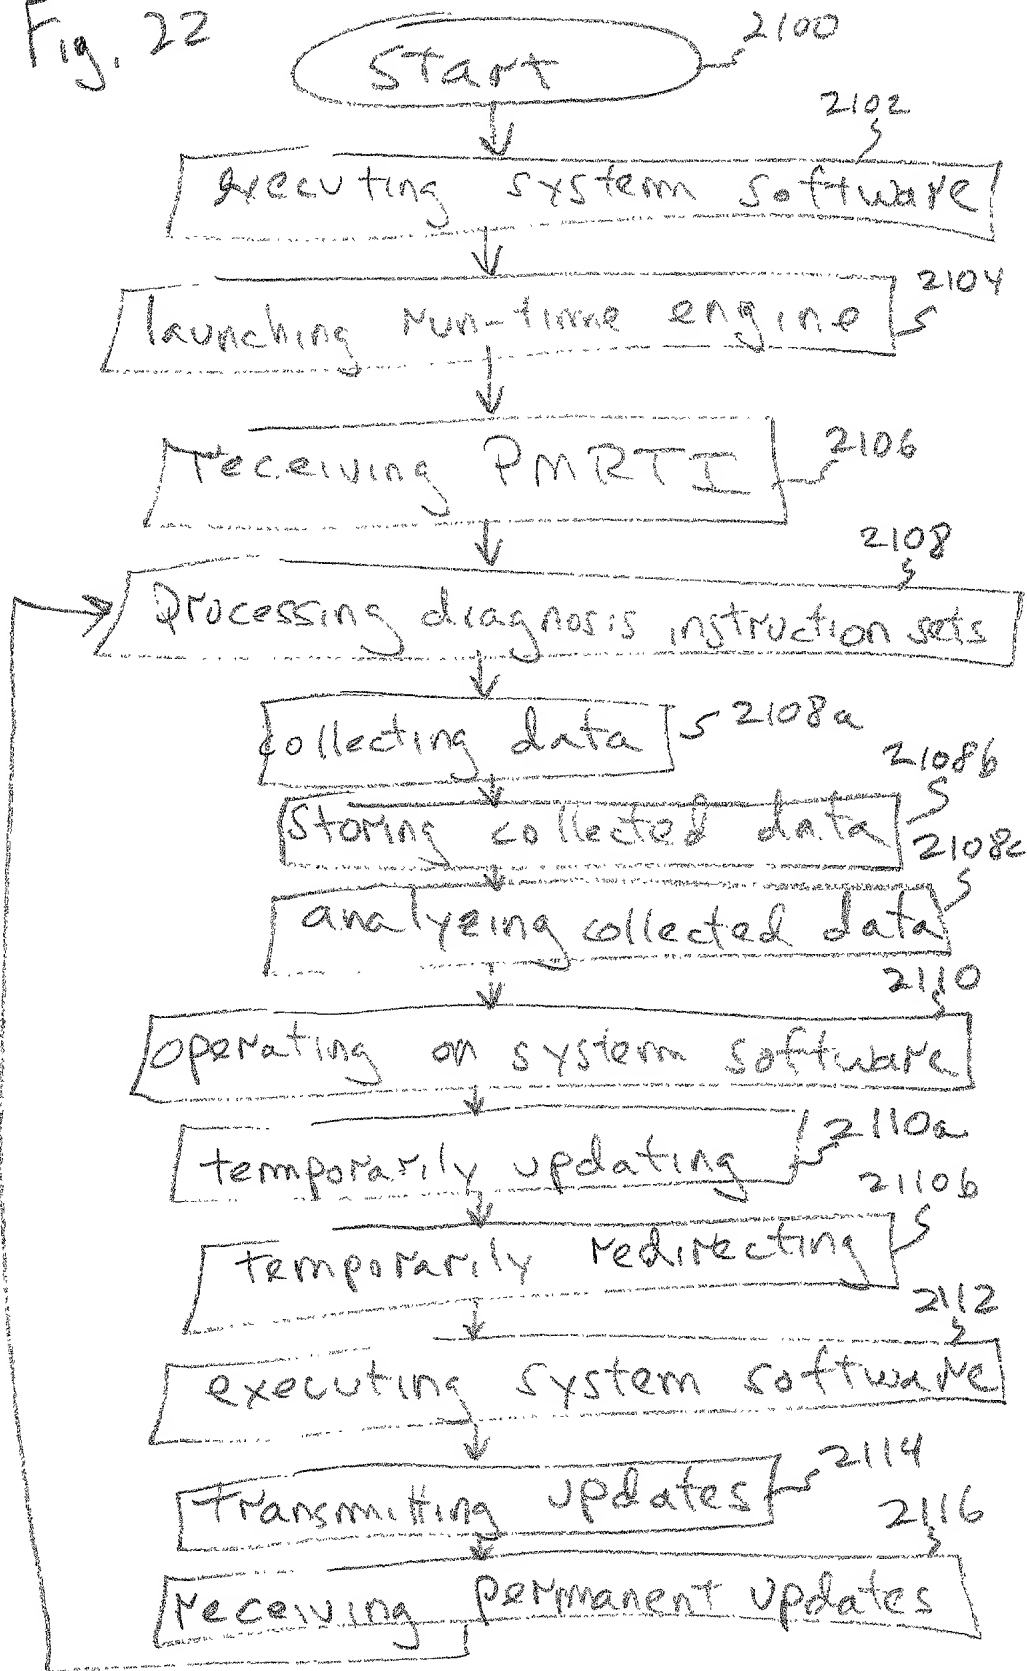 Fig. 22
Start 2100
2102
executing system software
2104
launching run-time engine
receiving PMRTI 2106
2108
Processing diagnosis instruction sets
collecting data 2108a
2108b
storing collected data
2108c
analyzing collected data
2110
operating on system software
2110a
temporarily updating
2110b
temporarily redirecting
2112
executing system software
2114
Transmitting updates
2116
receiving permanent updates